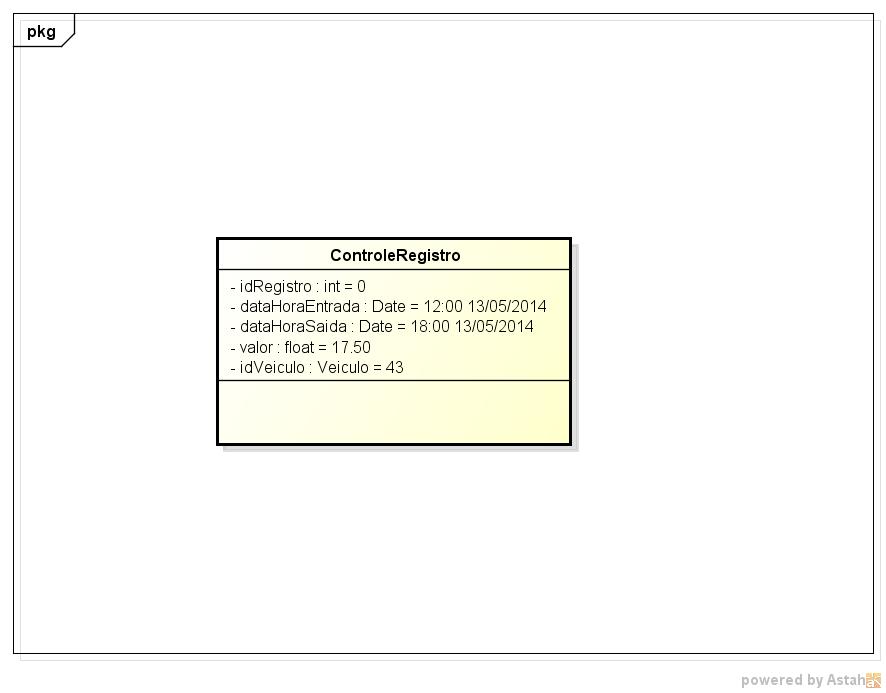 pkg
ControleRegistro
- idRegistro : int = 0
- dataHoraEntrada : Date = 12:00 13/05/2014
- dataHoraSaida : Date = 18:00 13/05/2014
- valor : float = 17.50
- idVeiculo : Veiculo = 43
powered by Astah